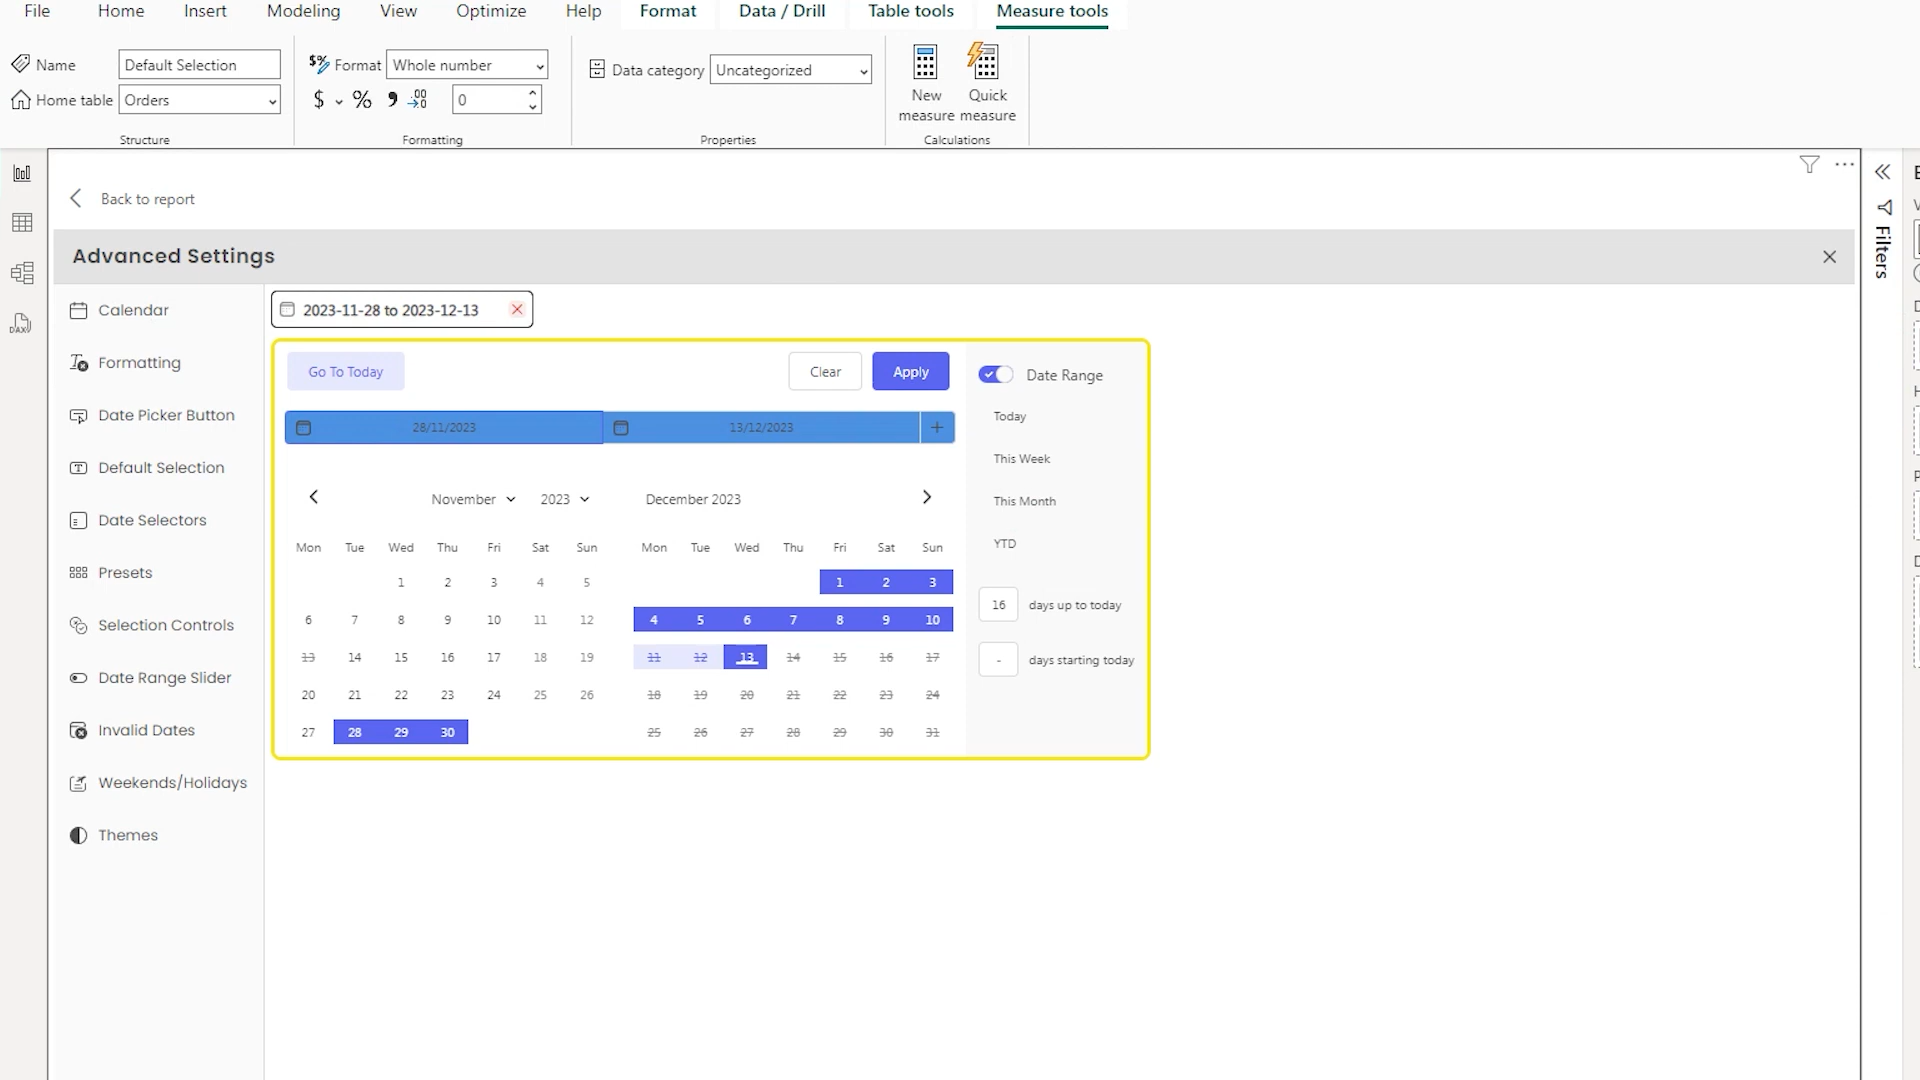 File Home Insert Modeling View Optimize Help Format Data / Drill Table tools Measure tools
Name Default Selection
Format Whole number
Data category Uncategorized
Home table Orders
$ % 0
New measure
Quick measure
Structure Formatting Properties Calculations
Back to report
Filters
Advanced Settings
Calendar
Formatting
Date Picker Button
Default Selection
Date Selectors
Presets
Selection Controls
Date Range Slider
Invalid Dates
Weekends/Holidays
Themes
DAX
2023-11-28 to 2023-12-13
Go To Today Clear Apply
28/11/2023 13/12/2023 +
November 2023 December 2023
Mon Tue Wed Thu Fri Sat Sun Mon Tue Wed Thu Fri Sat Sun
1 2 3 4 5 1 2 3
6 7 8 9 10 11 12 4 5 6 7 8 9 10
13 14 15 16 17 18 19 11 12 13 14 15 16 17
20 21 22 23 24 25 26 18 19 20 21 22 23 24
27 28 29 30 25 26 27 28 29 30 31
Date Range
Today
This Week
This Month
YTD
16 days up to today
- days starting today